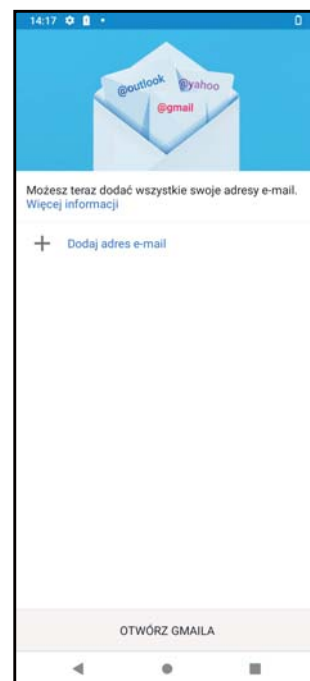 14:17
@outlook @yahoo
@gmail
Możesz teraz dodać wszystkie swoje adresy e-mail.
Więcej informacji
Dodaj adres e-mail
OTWÓRZ GMAILA